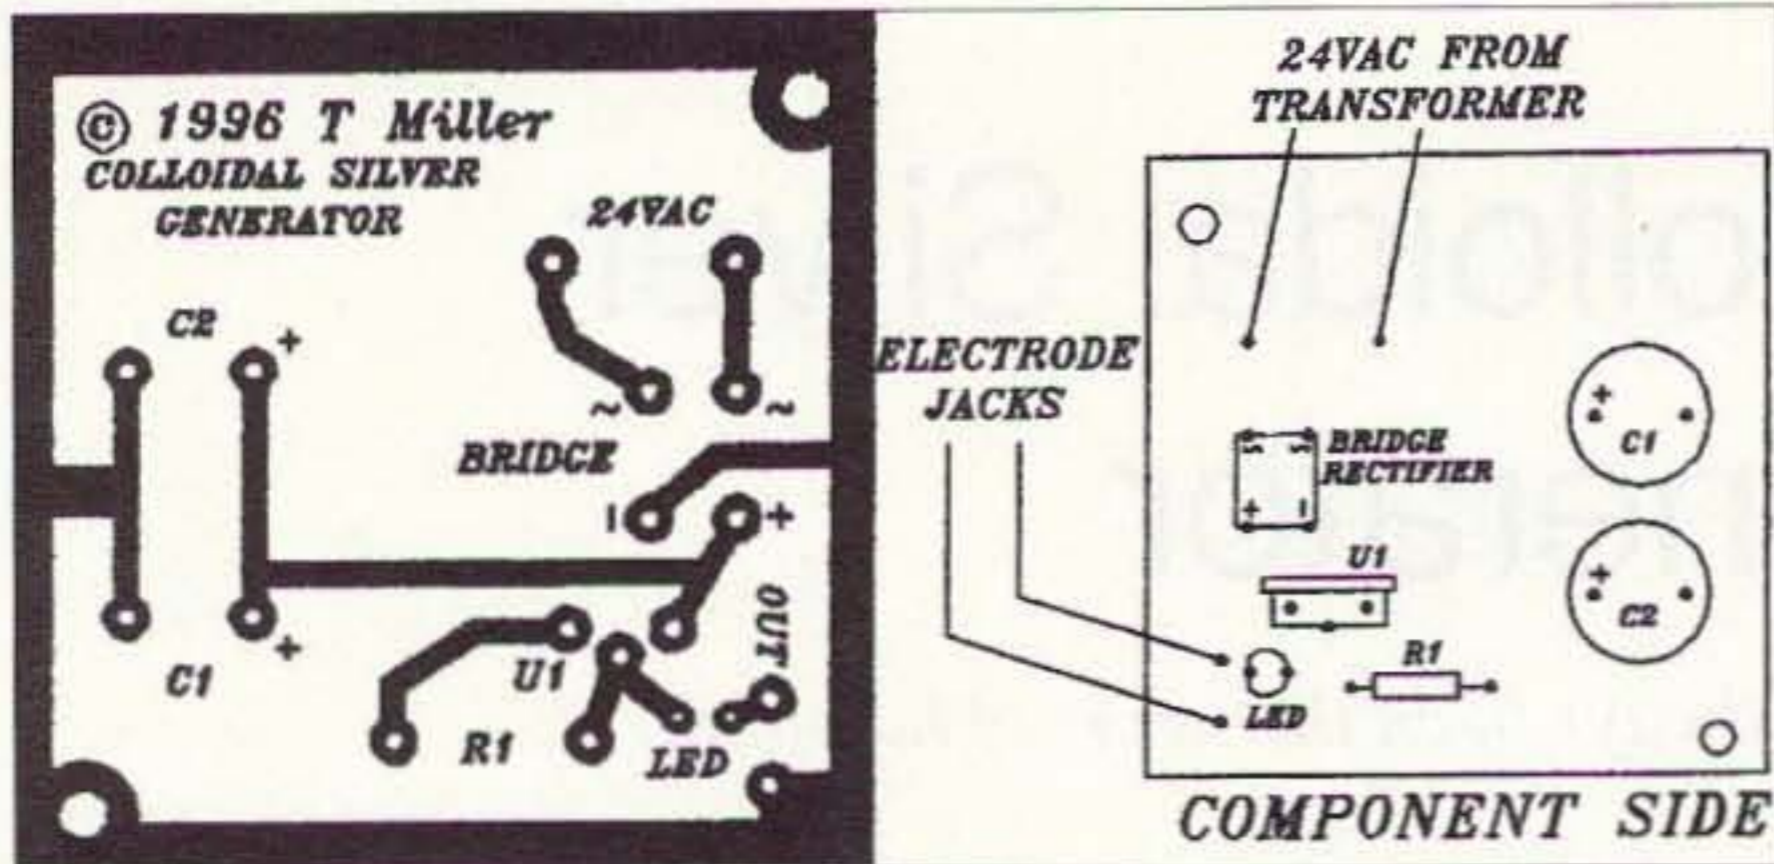 © 1996 T Miller
COLLOIDAL SILVER
GENERATOR
24VAC
C2
+
~ ~
BRIDGE
- +
OUT
C1
+
U1
R1
LED
24VAC FROM
TRANSFORMER
ELECTRODE
JACKS
~ ~
BRIDGE
RECTIFIER
+ -
+
C1
U1
+
C2
R1
LED
COMPONENT SIDE